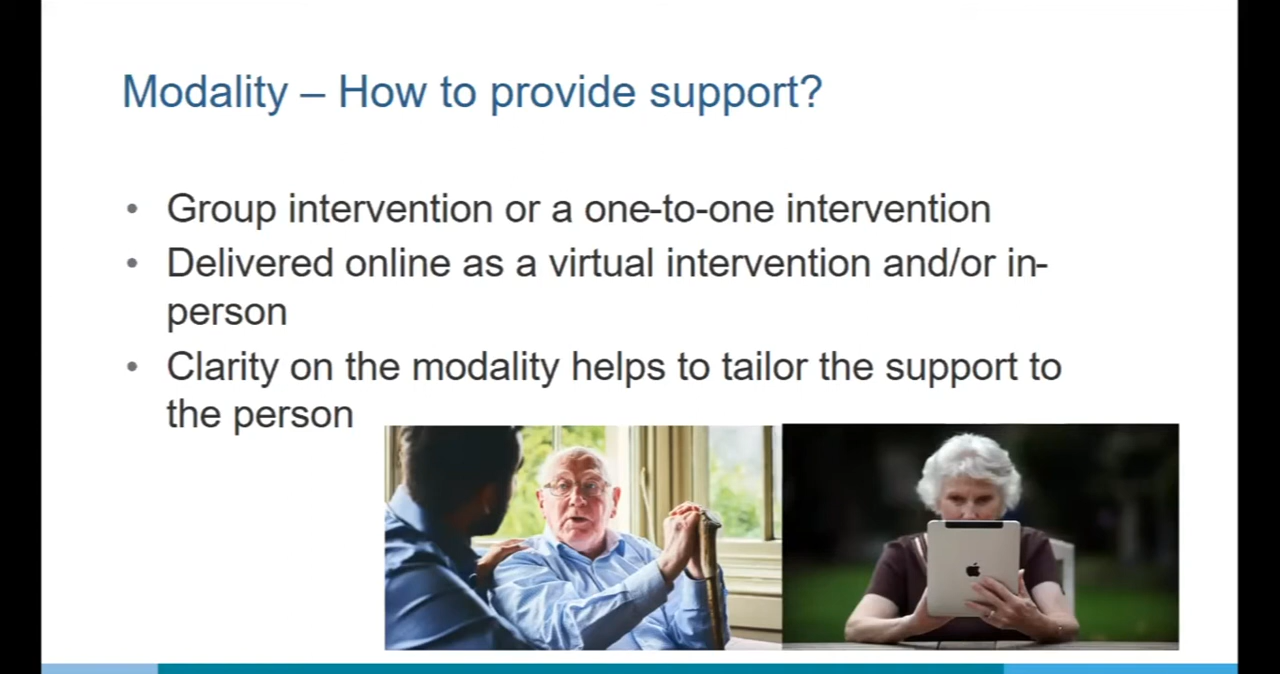 Modality – How to provide support?
• Group intervention or a one-to-one intervention
• Delivered online as a virtual intervention and/or in-
person
• Clarity on the modality helps to tailor the support to
the person